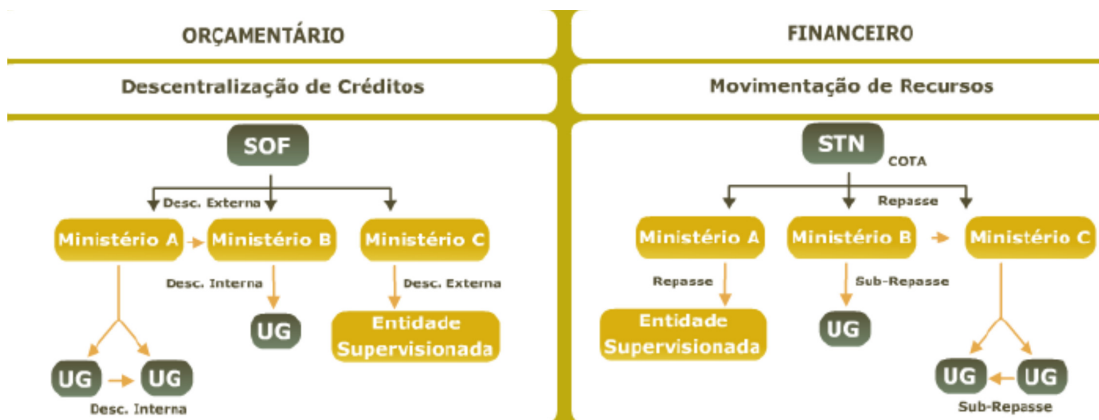 ORÇAMENTÁRIO
Descentralização de Créditos
SOF
Desc. Externa
Ministério A
Ministério B
Ministério C
Desc. Interna
Desc. Externa
UG
Entidade
Supervisionada
UG
UG
Desc. Interna
FINANCEIRO
Movimentação de Recursos
STN
COTA
Repasse
Ministério A
Ministério B
Ministério C
Repasse
Sub-Repasse
Entidade
Supervisionada
UG
UG
UG
Sub-Repasse